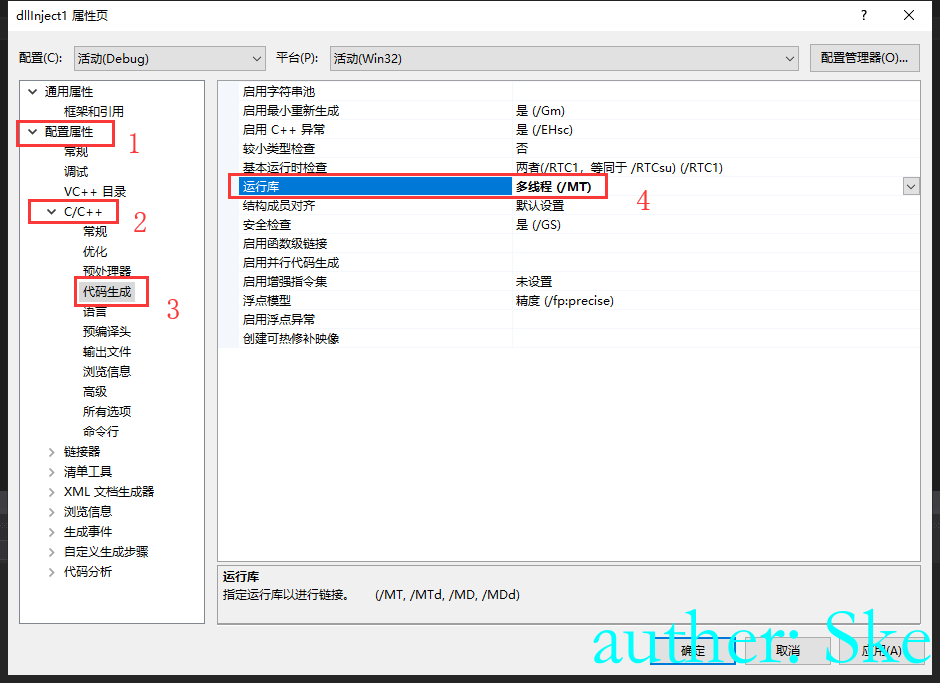 dllInject1 属性页
配置(C): 活动(Debug) 平台(P): 活动(Win32) 配置管理器(O)...
通用属性
框架和引用
配置属性
1
常规
调试
VC++ 目录
C/C++
2
常规
优化
预处理器
代码生成
3
语言
预编译头
输出文件
浏览信息
高级
所有选项
命令行
链接器
清单工具
XML 文档生成器
浏览信息
生成事件
自定义生成步骤
代码分析
启用字符串池
启用最小重新生成 是 (/Gm)
启用 C++ 异常 是 (/EHsc)
较小类型检查 否
基本运行时检查 两者(/RTC1，等同于 /RTCsu) (/RTC1)
运行库 多线程 (/MT)
4
结构成员对齐 默认设置
安全检查 是 (/GS)
启用函数级链接
启用并行代码生成
启用增强指令集 未设置
浮点模型 精度 (/fp:precise)
启用浮点异常
创建可热修补映像
运行库
指定运行库以进行链接。 (/MT, /MTd, /MD, /MDd)
确定 取消 应用(A)
auther: Ske